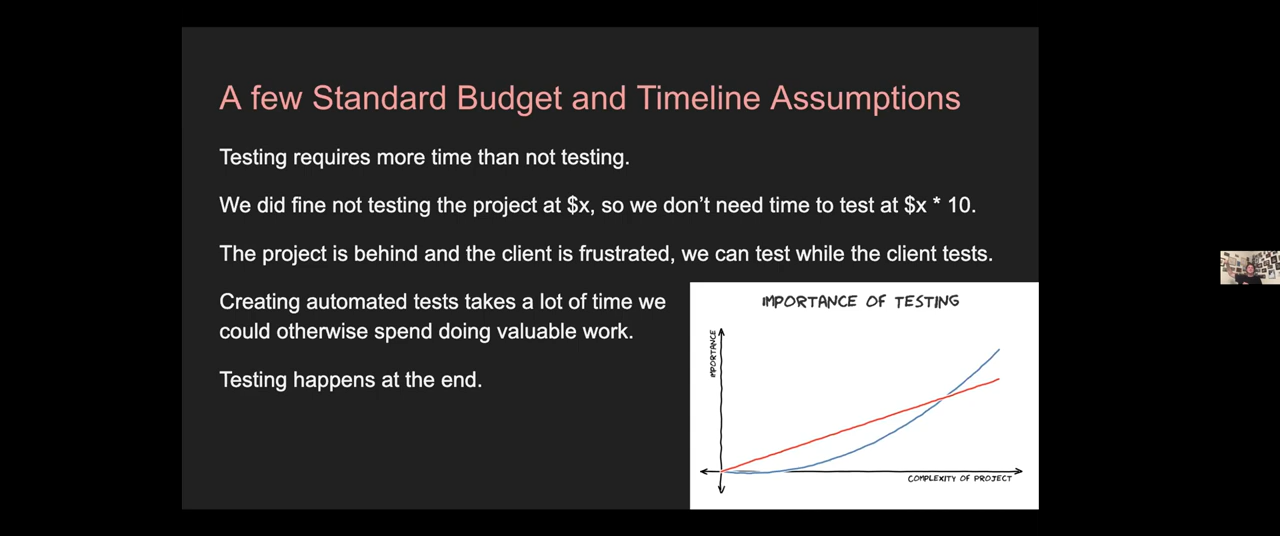 A few Standard Budget and Timeline Assumptions
Testing requires more time than not testing.
We did fine not testing the project at $x, so we don’t need time to test at $x * 10.
The project is behind and the client is frustrated, we can test while the client tests.
Creating automated tests takes a lot of time we
could otherwise spend doing valuable work.
Testing happens at the end.
IMPORTANCE OF TESTING
IMPORTANCE
COMPLEXITY OF PROJECT